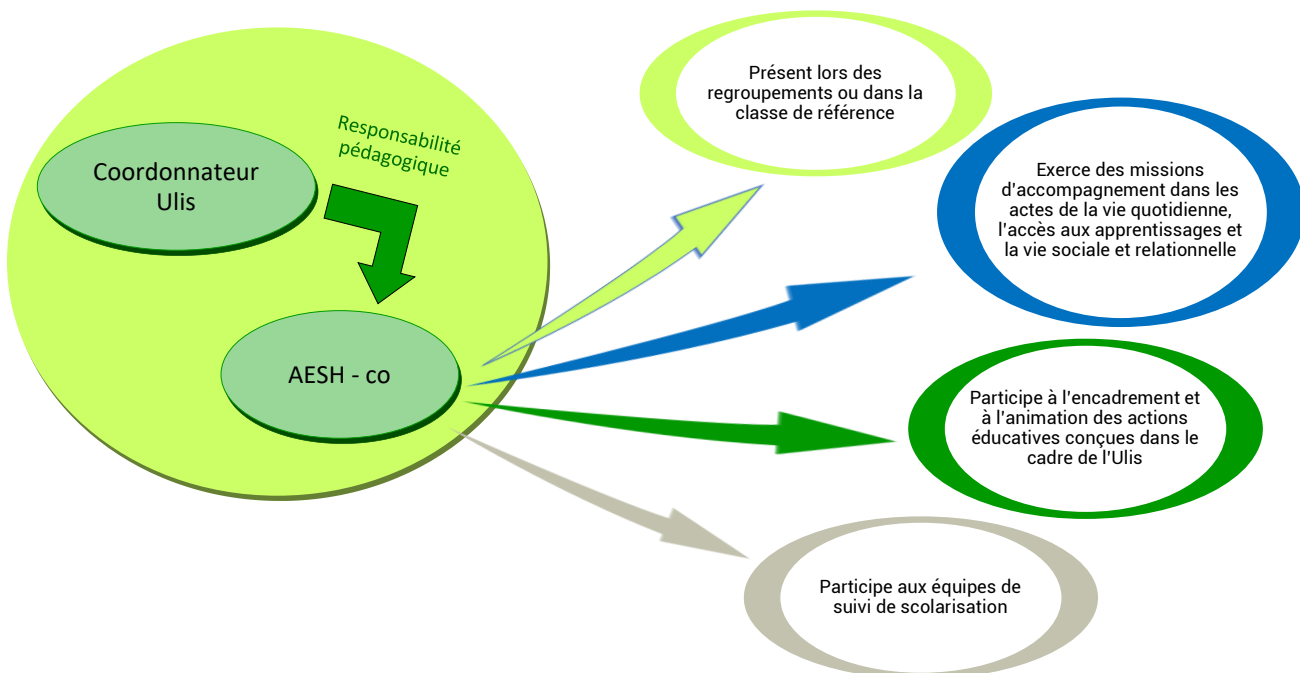 Coordonnateur
Ulis
Responsabilité
pédagogique
AESH - co
Présent lors des
regroupements ou dans la
classe de référence
Exerce des missions
d'accompagnement dans les
actes de la vie quotidienne,
l'accès aux apprentissages et
la vie sociale et relationnelle
Participe à l'encadrement et
à l'animation des actions
éducatives conçues dans le
cadre de l'Ulis
Participe aux équipes de
suivi de scolarisation